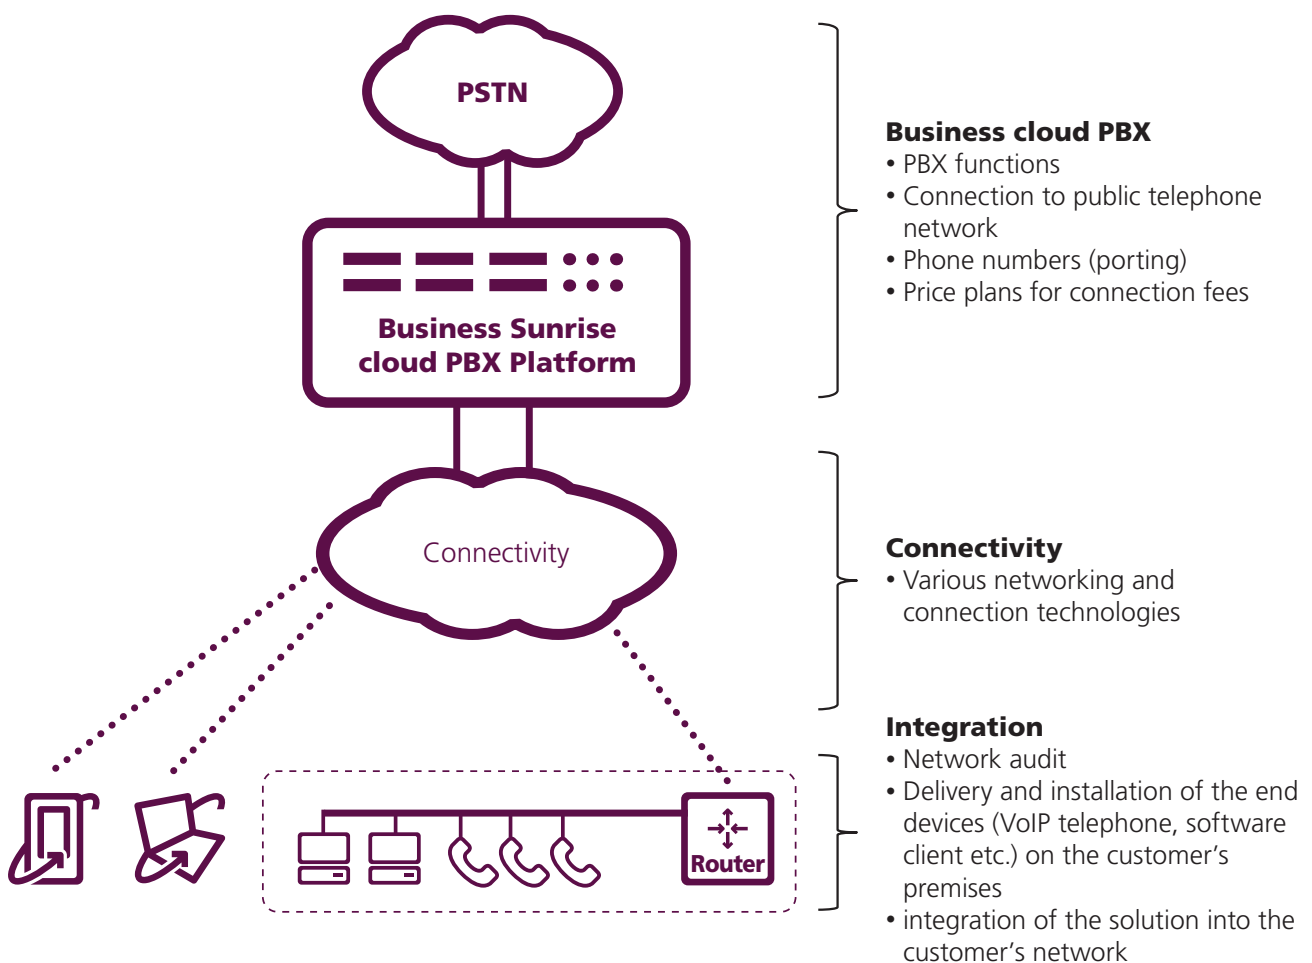 PSTN
Business Sunrise
cloud PBX Platform
Connectivity
Router
Business cloud PBX
• PBX functions
• Connection to public telephone
network
• Phone numbers (porting)
• Price plans for connection fees
Connectivity
• Various networking and
connection technologies
Integration
• Network audit
• Delivery and installation of the end
devices (VoIP telephone, software
client etc.) on the customer’s
premises
• integration of the solution into the
customer’s network